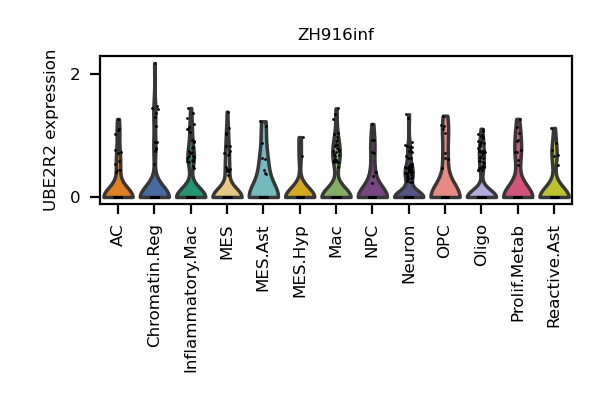 ZH916inf
UBE2R2 expression
2
0
AC
Chromatin.Reg
Inflammatory.Mac
MES
MES.Ast
MES.Hyp
Mac
NPC
Neuron
OPC
Oligo
Prolif.Metab
Reactive.Ast